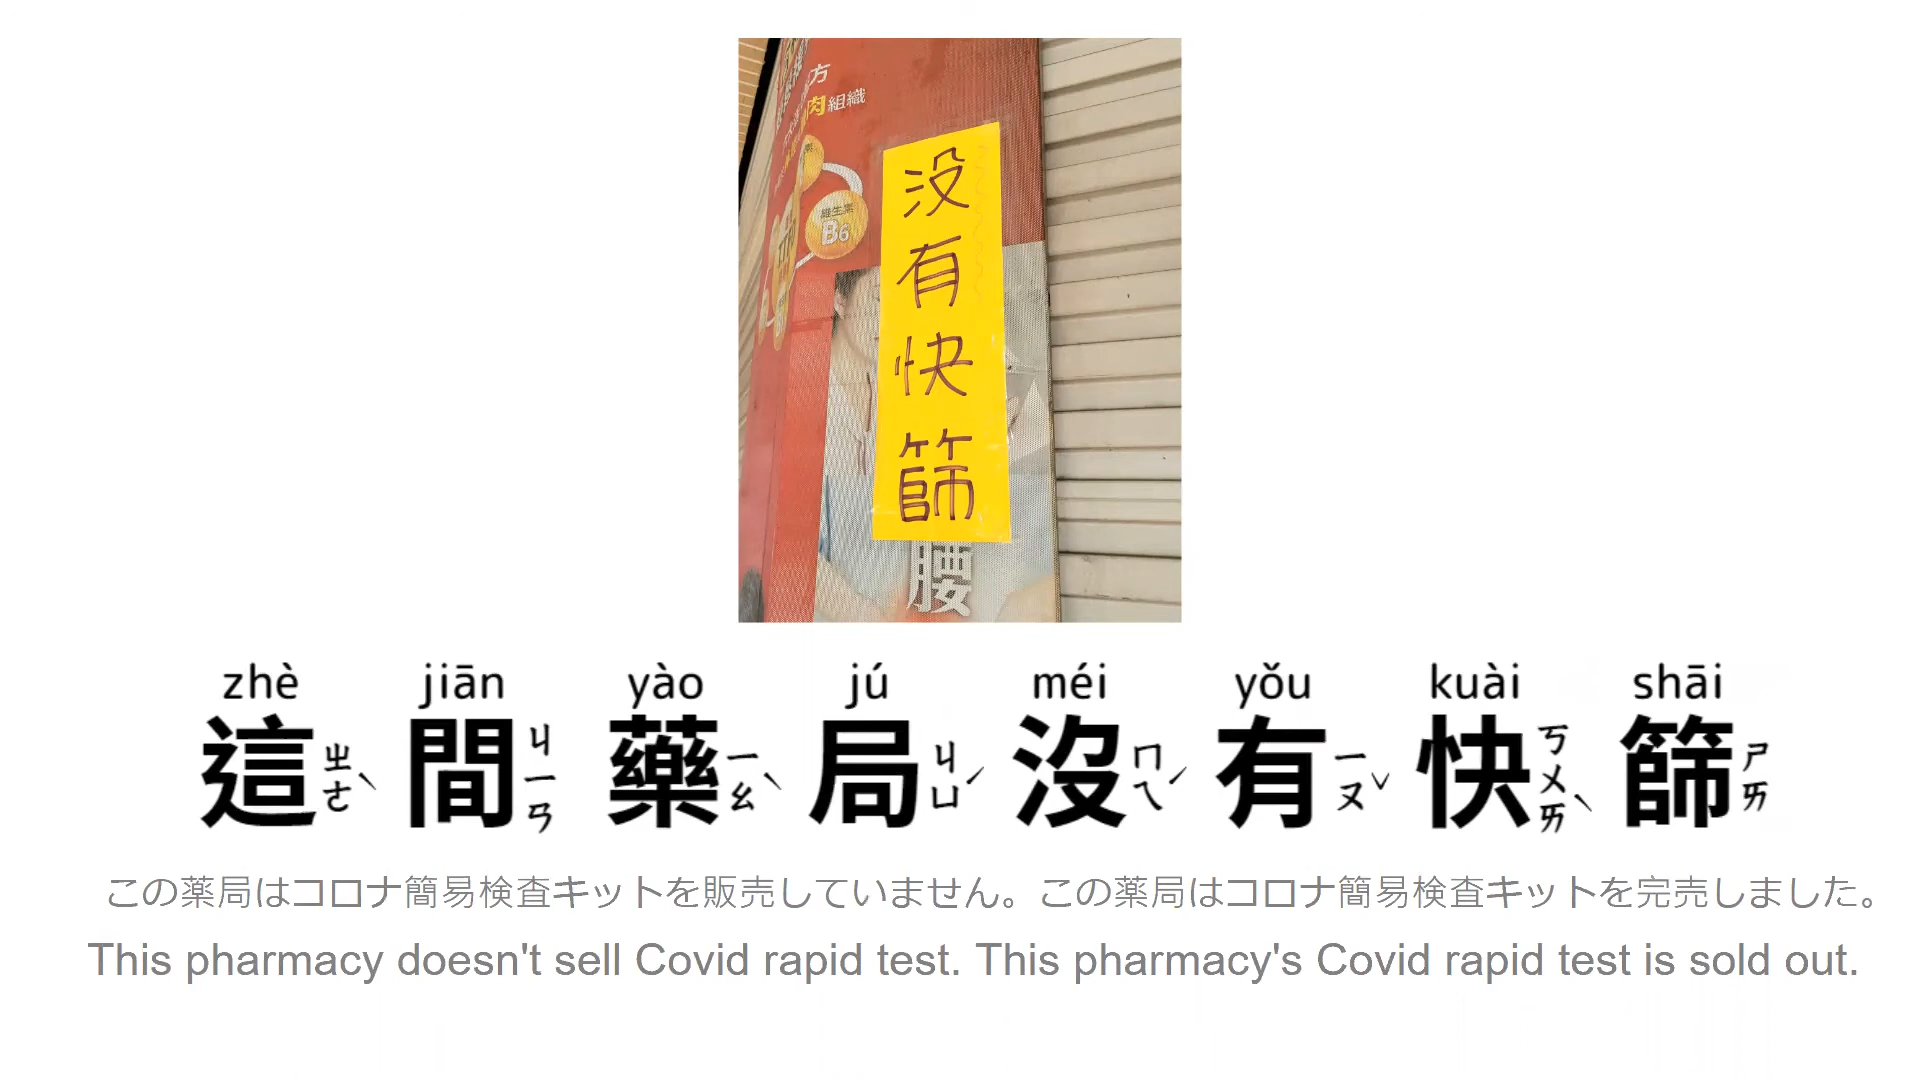 方
肉組織
維生素
B6
没有快篩
腰
zhè jiān yào jú méi yǒu kuài shāi
這ㄓㄜˋ間ㄐㄧㄢ藥ㄧㄠˋ局ㄐㄩˊ沒ㄇㄟˊ有ㄧㄡˇ快ㄎㄨㄞˋ篩ㄕㄞ
この薬局はコロナ簡易検査キットを販売していません。この薬局はコロナ簡易検査キットを完売しました。
This pharmacy doesn't sell Covid rapid test. This pharmacy's Covid rapid test is sold out.